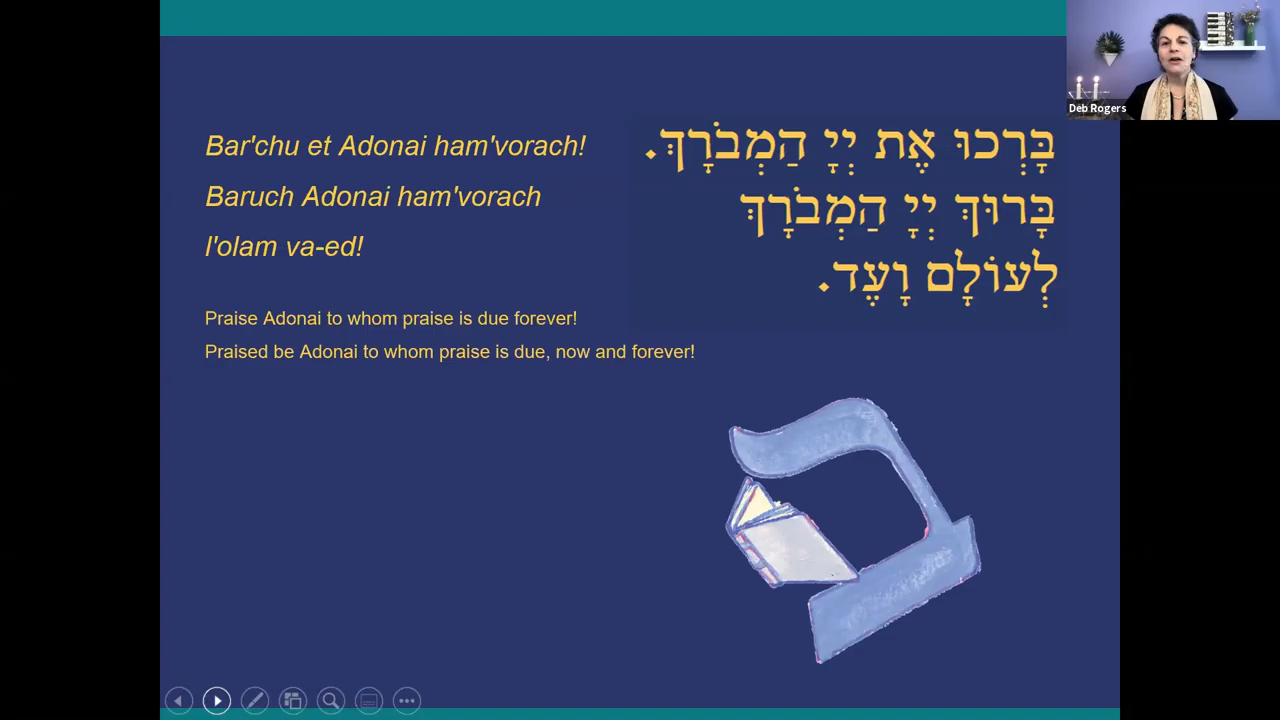 Bar'chu et Adonai ham'vorach!
Baruch Adonai ham'vorach
l'olam va-ed!
Praise Adonai to whom praise is due forever!
Praised be Adonai to whom praise is due, now and forever!
בָּרְכוּ אֶת יְיָ הַמְבֹרָךְ.
בָּרוּךְ יְיָ הַמְבֹרָךְ
לְעוֹלָם וָעֶד.
ב
Deb Rogers